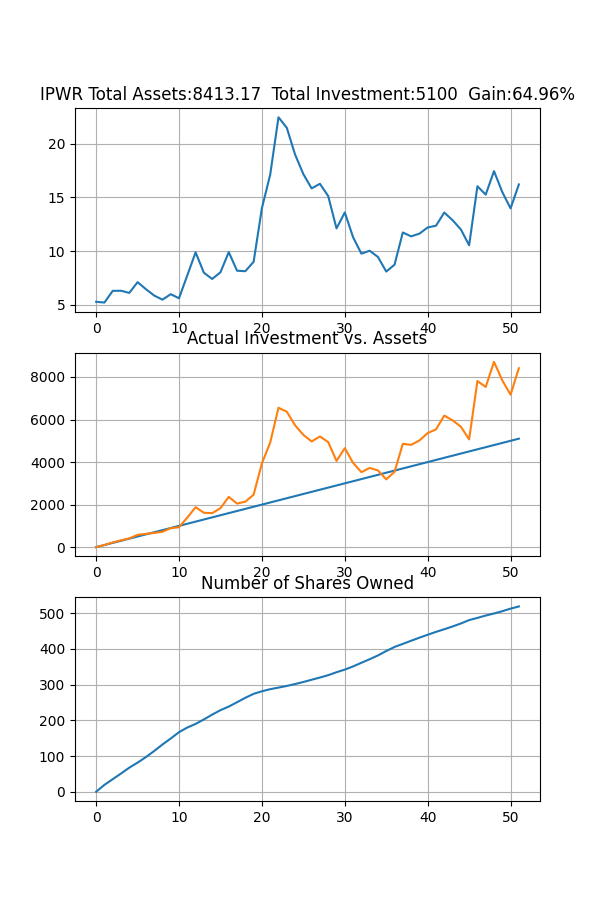 IPWR Total Assets:8413.17  Total Investment:5100  Gain:64.96%
20
15
10
5
0 10 20 30 40 50
Actual Investment vs. Assets
8000
6000
4000
2000
0
0 10 20 30 40 50
Number of Shares Owned
500
400
300
200
100
0
0 10 20 30 40 50